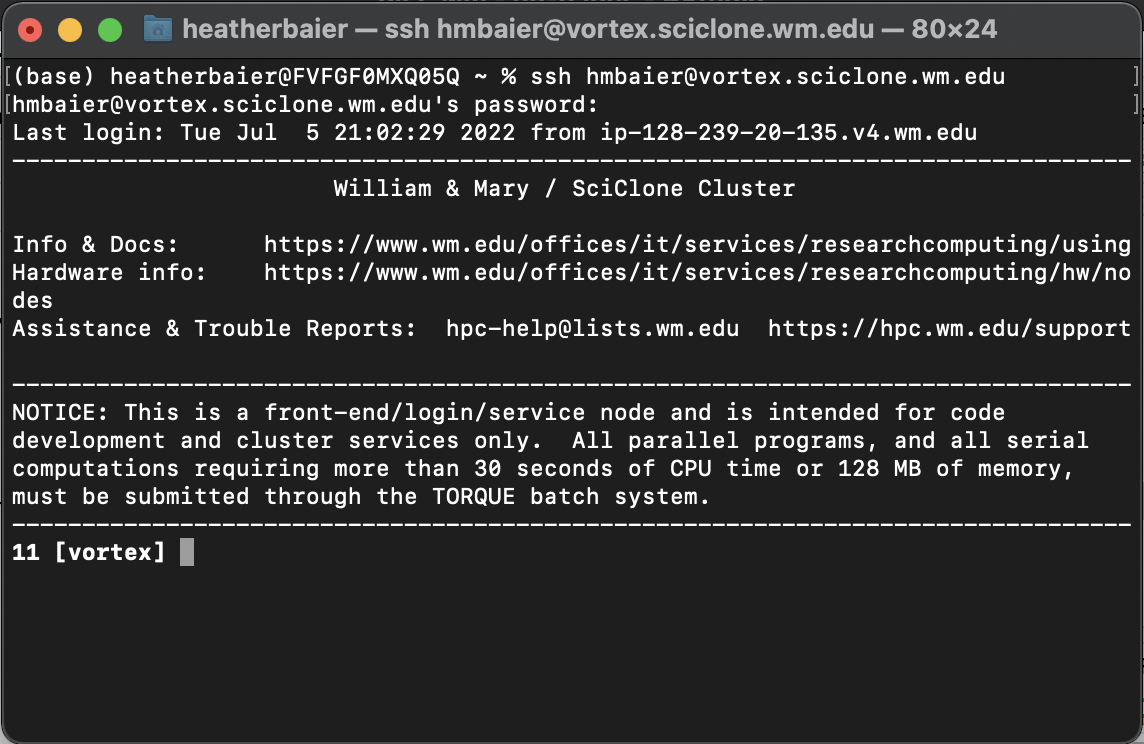 heatherbaier — ssh hmbaier@vortex.sciclone.wm.edu — 80×24
[(base) heatherbaier@FVFGF0MXQ05Q ~ % ssh hmbaier@vortex.sciclone.wm.edu ]
[hmbaier@vortex.sciclone.wm.edu's password: ]
Last login: Tue Jul  5 21:02:29 2022 from ip-128-239-20-135.v4.wm.edu
--------------------------------------------------------------------------------
William & Mary / SciClone Cluster
Info & Docs:      https://www.wm.edu/offices/it/services/researchcomputing/using
Hardware info:    https://www.wm.edu/offices/it/services/researchcomputing/hw/no
des
Assistance & Trouble Reports:  hpc-help@lists.wm.edu  https://hpc.wm.edu/support
--------------------------------------------------------------------------------
NOTICE: This is a front-end/login/service node and is intended for code
development and cluster services only.  All parallel programs, and all serial
computations requiring more than 30 seconds of CPU time or 128 MB of memory,
must be submitted through the TORQUE batch system.
--------------------------------------------------------------------------------
11 [vortex]